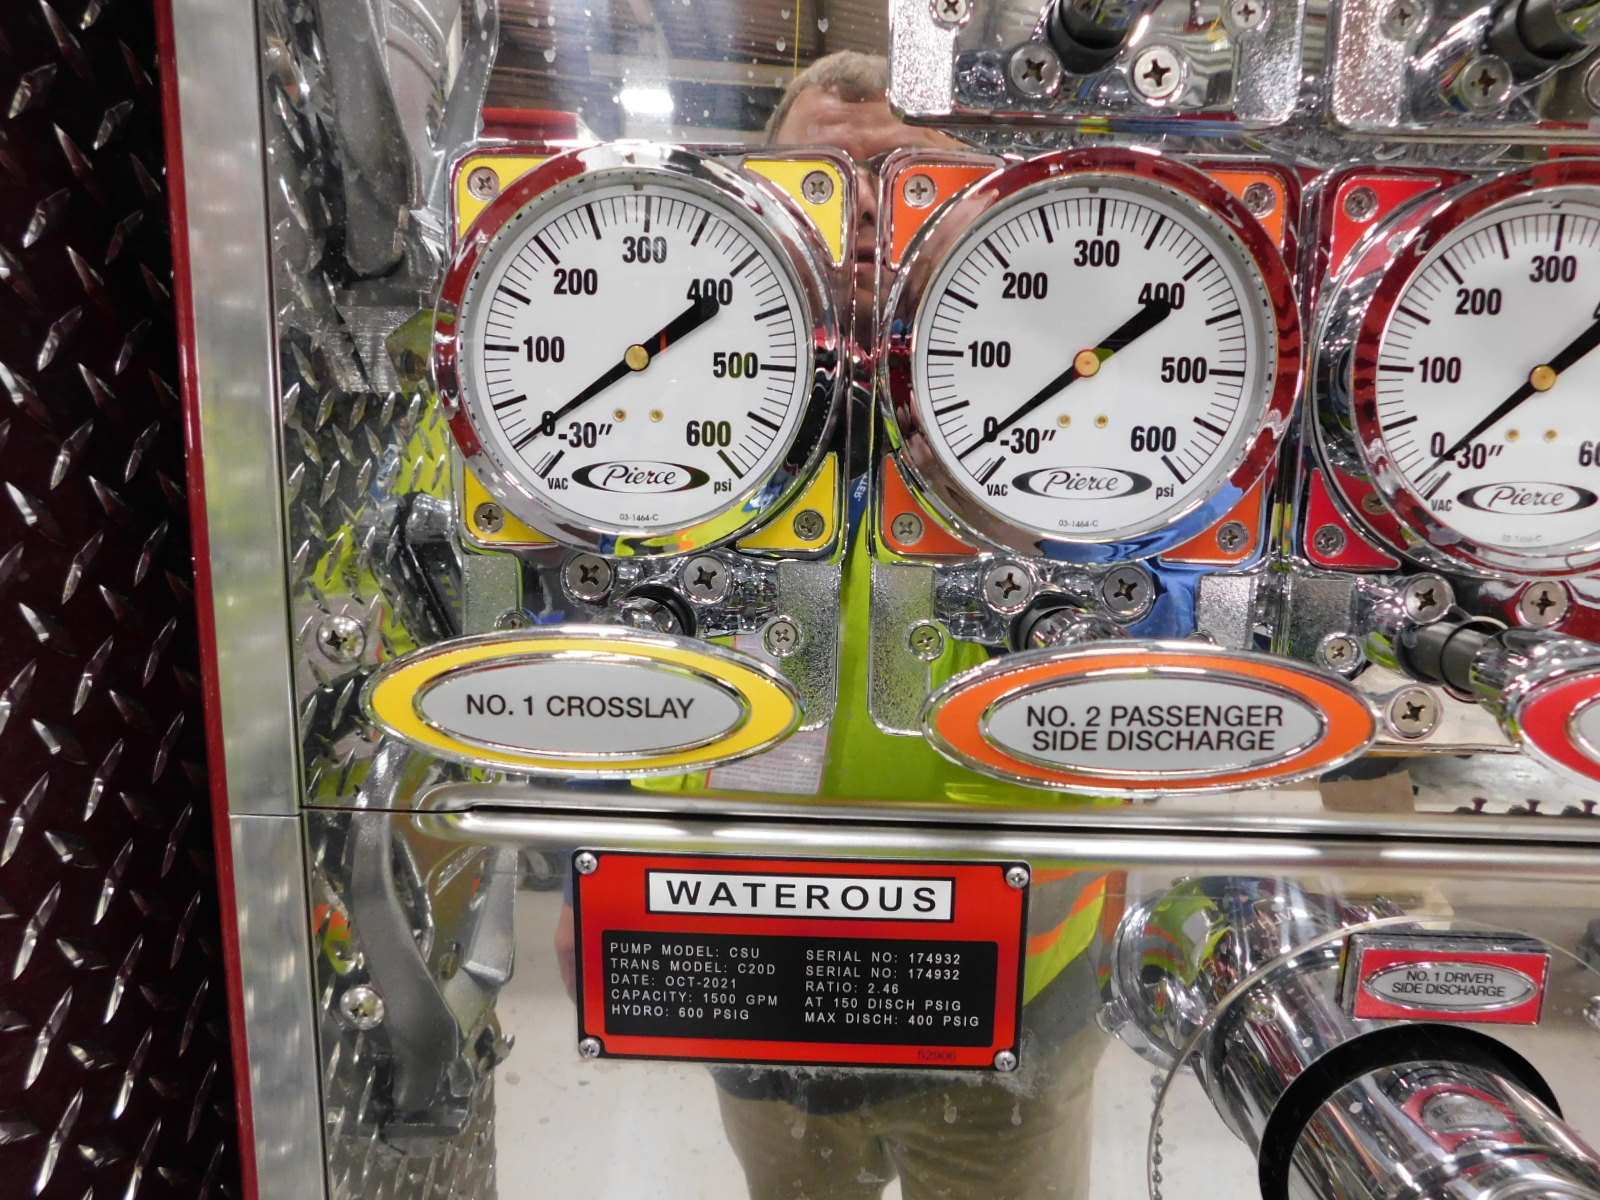 300
200
400
100
500
0
-30"
600
VAC
Pierce
psi
03-1464-C
300
200
400
100
500
0
-30"
600
VAC
Pierce
psi
03-1464-C
300
200
100
0
-30"
VAC
Pierce
NO. 1 CROSSLAY
NO. 2 PASSENGER
SIDE DISCHARGE
WATEROUS
PUMP MODEL: CSU SERIAL NO: 174932
TRANS MODEL: C20D SERIAL NO: 174932
DATE: OCT-2021 RATIO: 2.46
CAPACITY: 1500 GPM AT 150 DISCH PSIG
HYDRO: 600 PSIG MAX DISCH: 400 PSIG
52906
NO. 1 DRIVER
SIDE DISCHARGE